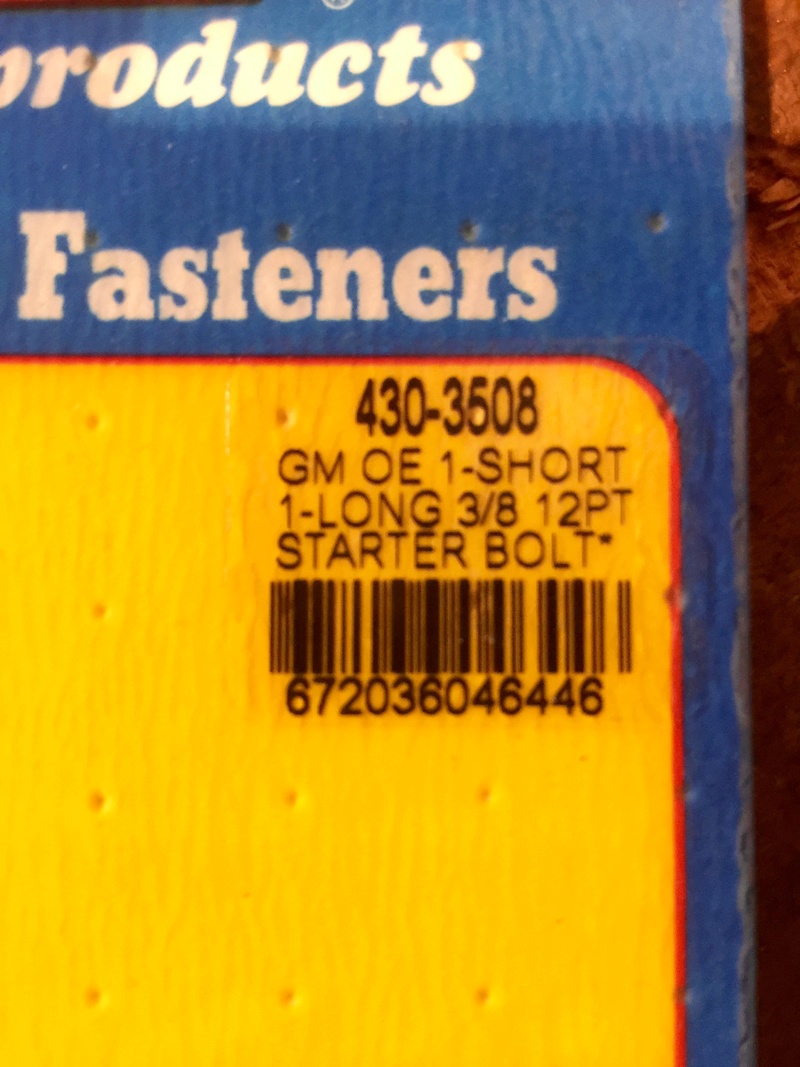 products
Fasteners
430-3508
GM OE 1-SHORT
1-LONG 3/8 12PT
STARTER BOLT*
672036046446